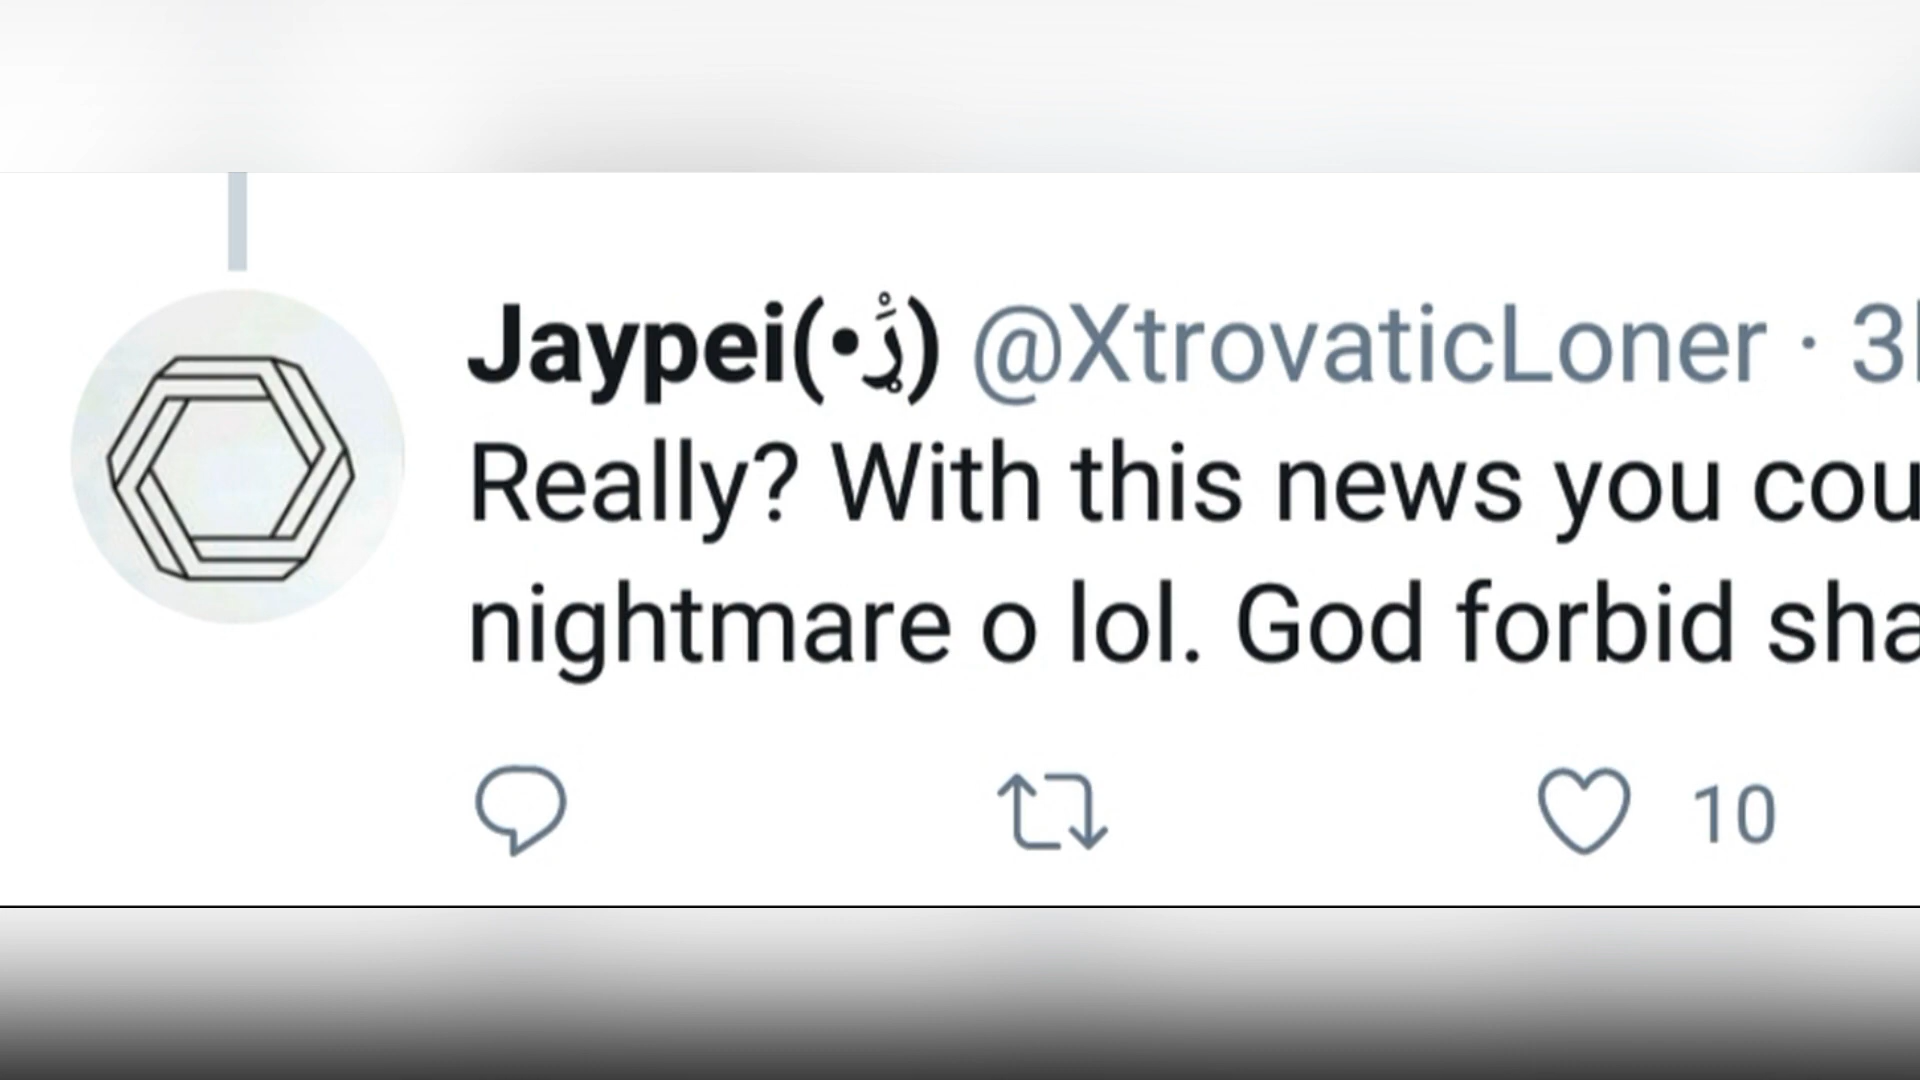 Jaypei(• @XtrovaticLoner · 3
Really? With this news you cou
nightmare o lol. God forbid sha
10